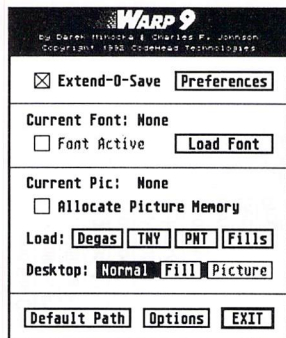 WARP 9
by Darek Mihocka & Charles F. Johnson
Copyright 1992 CodeHead Technologies
Extend-O-Save Preferences
Current Font: None
Font Active Load Font
Current Pic: None
Allocate Picture Memory
Load: Degas TNY PNT Fills
Desktop: Normal Fill Picture
Default Path Options EXIT